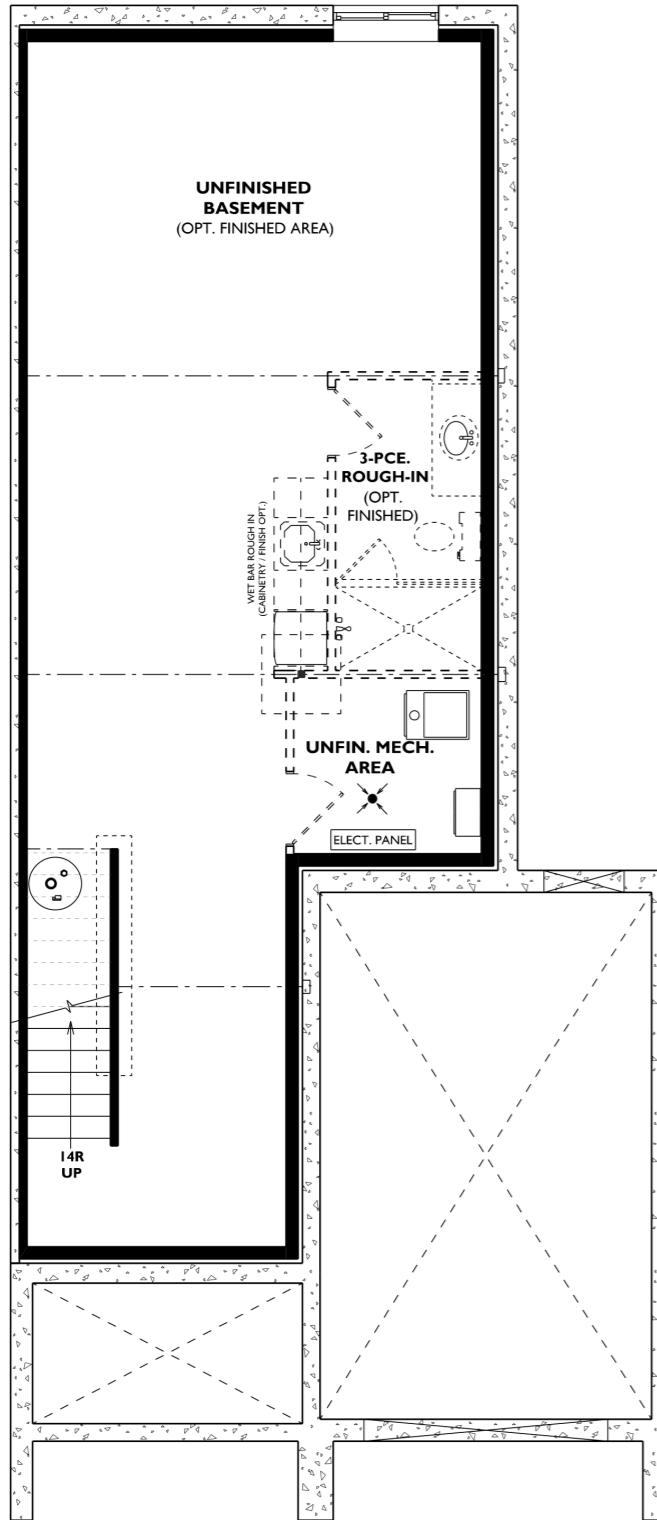 UNFINISHED
BASEMENT
(OPT. FINISHED AREA)
3-PCE.
ROUGH-IN
(OPT.
FINISHED)
WET BAR ROUGH IN
(CABINETRY / FINISH OPT.)
UNFIN. MECH.
AREA
ELECT. PANEL
14R
UP